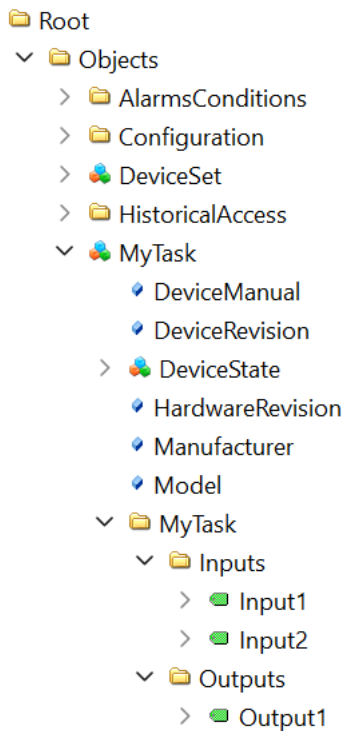 Root
Objects
AlarmsConditions
Configuration
DeviceSet
HistoricalAccess
MyTask
DeviceManual
DeviceRevision
DeviceState
HardwareRevision
Manufacturer
Model
MyTask
Inputs
Input1
Input2
Outputs
Output1